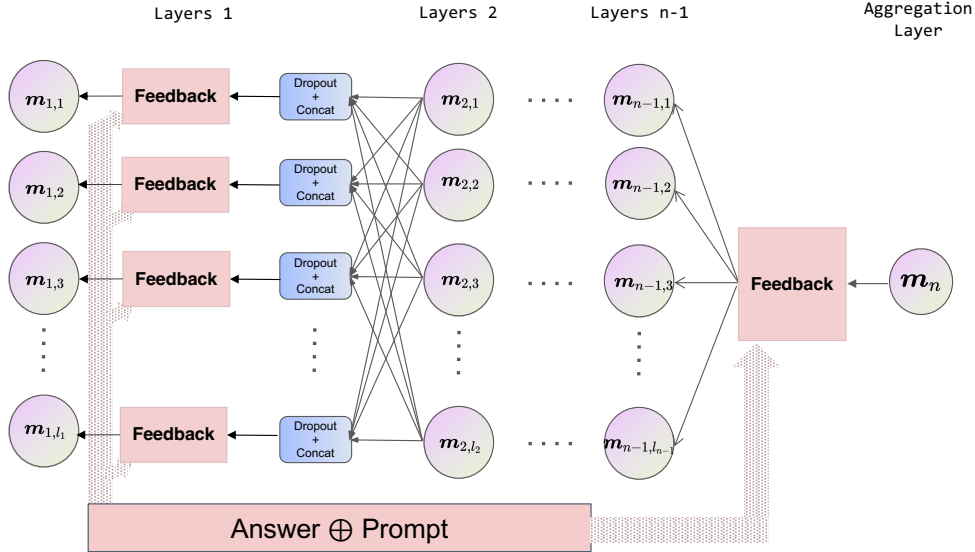 Layers 1
Layers 2
Layers n-1
Aggregation
Layer
m1,1
Feedback
Dropout
+
Concat
m2,1
. . . .
mn−1,1
m1,2
Feedback
Dropout
+
Concat
m2,2
. . . .
mn−1,2
m1,3
Feedback
Dropout
+
Concat
m2,3
. . . .
mn−1,3
Feedback
mn
m1,l1
Feedback
Dropout
+
Concat
m2,l2
. . . .
mn−1,ln−1
Answer ⊕ Prompt